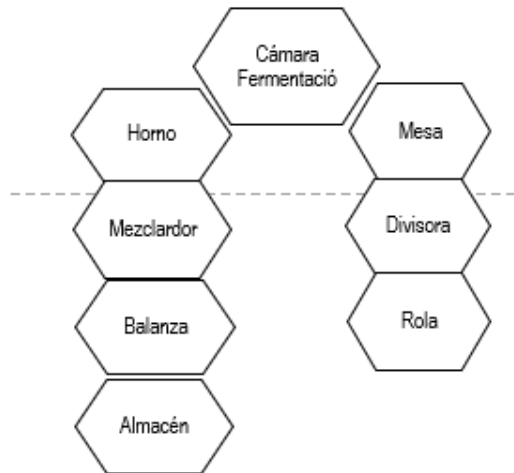 Cámara
Fermentació
Horno
Mesa
Mezclardor
Divisora
Balanza
Rola
Almacén